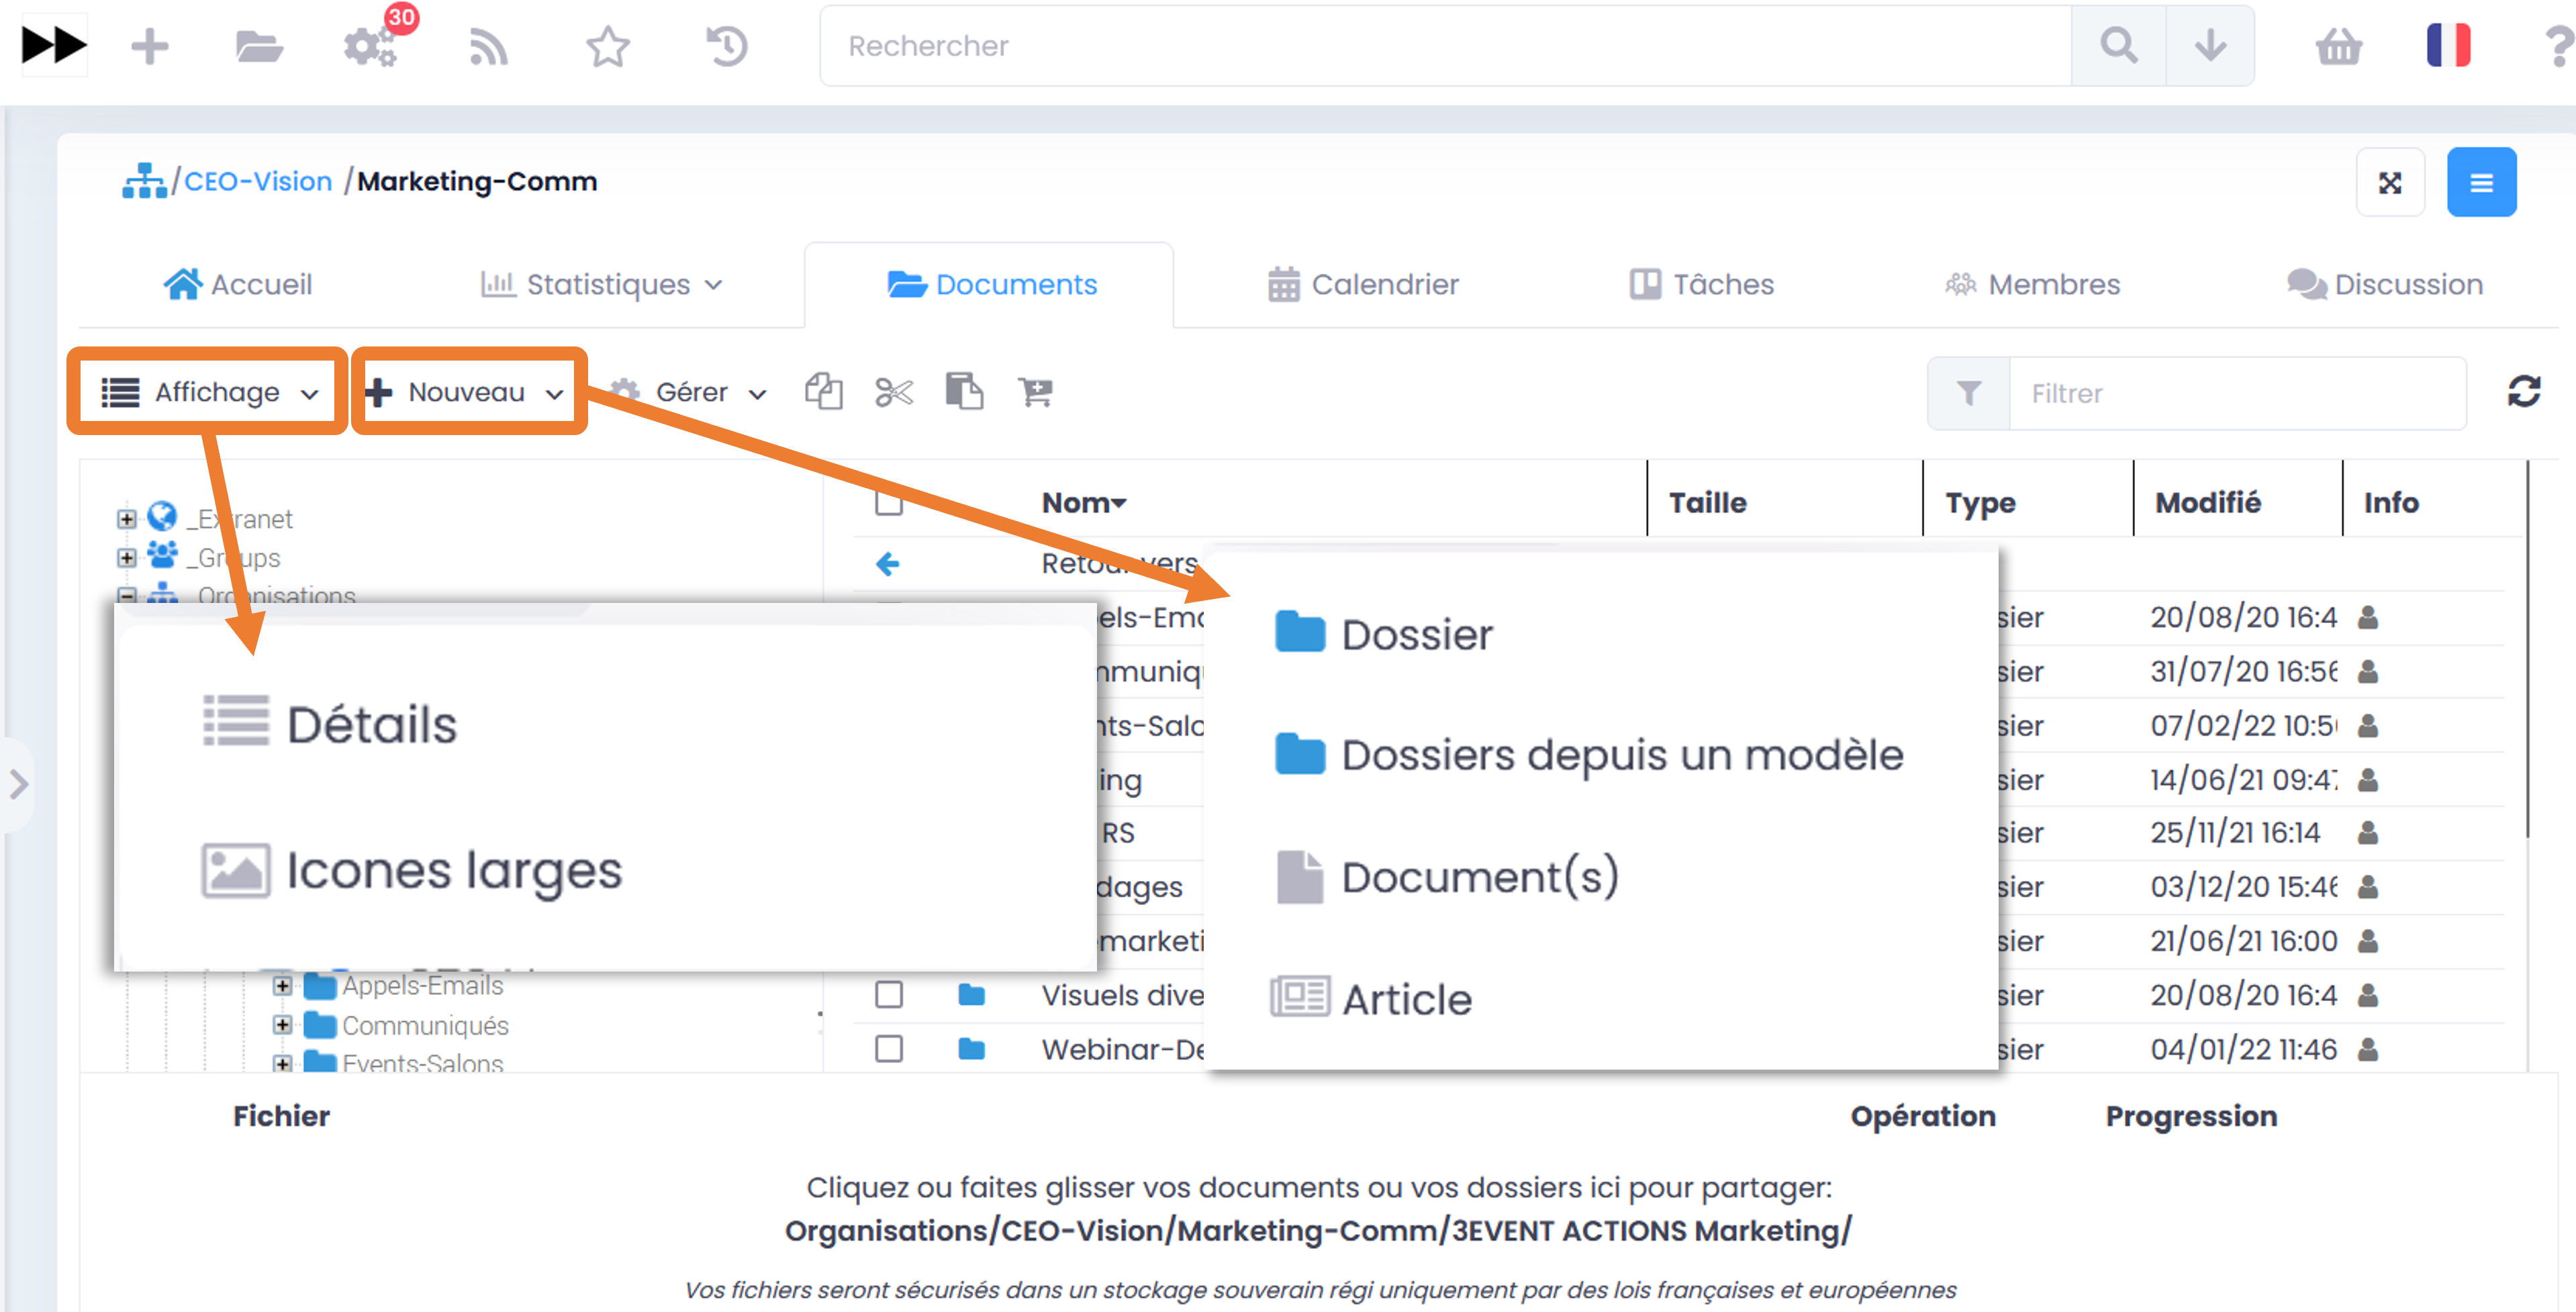 30
Rechercher
/CEO-Vision /Marketing-Comm
Accueil Statistiques Documents Calendrier Tâches Membres Discussion
Affichage Nouveau Gérer Filtrer
Nom Taille Type Modifié Info
_Extranet
_Groups
_Organisations
Retour vers
els-Ema
sier 20/08/20 16:4
mmuniq
sier 31/07/20 16:56
nts-Salo
sier 07/02/22 10:5
ing
sier 14/06/21 09:47
RS
sier 25/11/21 16:14
dages
sier 03/12/20 15:46
emarketi
sier 21/06/21 16:00
Visuels dive
sier 20/08/20 16:4
Webinar-De
sier 04/01/22 11:46
Détails
Icones larges
Dossier
Dossiers depuis un modèle
Document(s)
Article
Appels-Emails
Communiqués
Events-Salons
Fichier Opération Progression
Cliquez ou faites glisser vos documents ou vos dossiers ici pour partager:
Organisations/CEO-Vision/Marketing-Comm/3EVENT ACTIONS Marketing/
Vos fichiers seront sécurisés dans un stockage souverain régi uniquement par des lois françaises et européennes